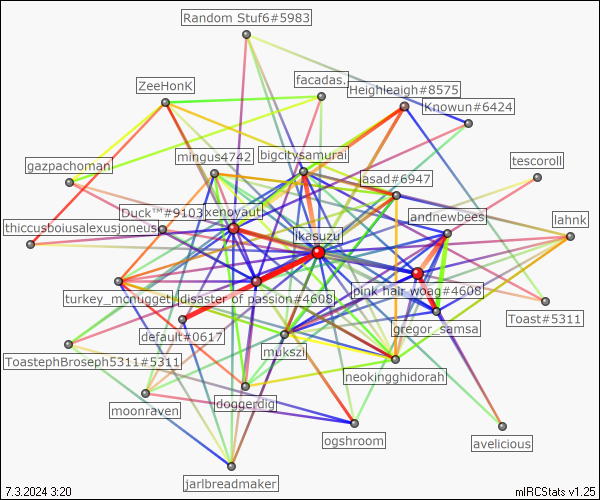 Random Stuf6#5983
ZeeHonK
facadas.
Heighleaigh#8575
Knowun#6424
mingus4742
bigcitysamurai
tescoroll
gazpachoman
asad#6947
Duck™#9103
xenoyaut
andnewbees
lahnk
thiccusboiusalexusjoneus
ikasuzu
turkey_mcnugget
disaster of passion#4608
pink hair woag#4608
Toast#5311
default#0617
gregor_samsa
ToastephBroseph5311#5311
mukszi
neokingghidorah
moonraven
doggerdig
ogshroom
avelicious
jarlbreadmaker
7.3.2024 3:20
mIRCStats v1.25